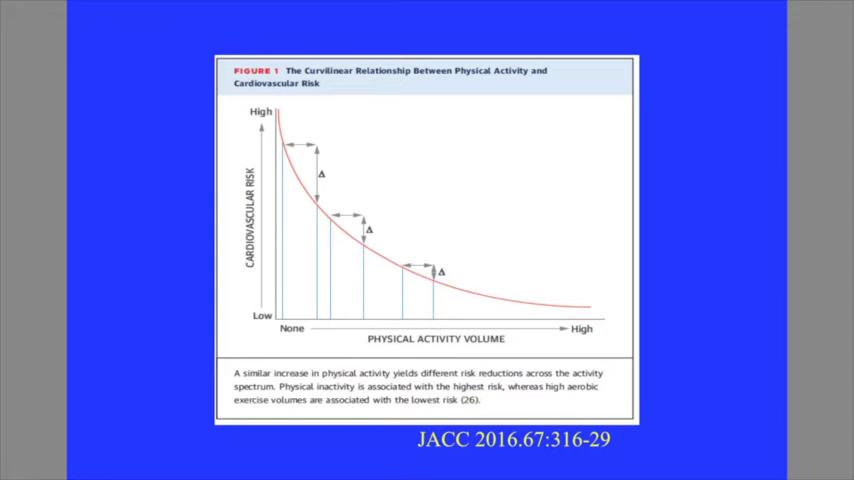 FIGURE 1 The Curvilinear Relationship Between Physical Activity and
Cardiovascular Risk
High
CARDIOVASCULAR RISK
Δ
Δ
Δ
Low
None
High
PHYSICAL ACTIVITY VOLUME
A similar increase in physical activity yields different risk reductions across the activity
spectrum. Physical inactivity is associated with the highest risk, whereas high aerobic
exercise volumes are associated with the lowest risk (26).
JACC 2016.67:316-29